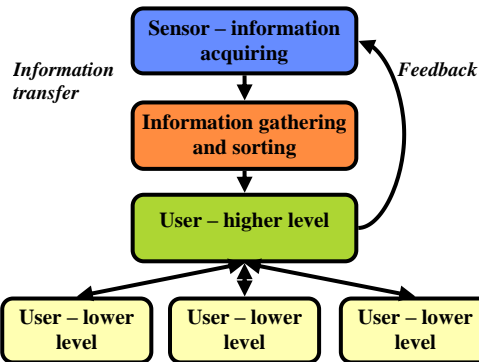 Sensor – information
acquiring
Information
transfer
Feedback
Information gathering
and sorting
User – higher level
User – lower
level
User – lower
level
User – lower
level